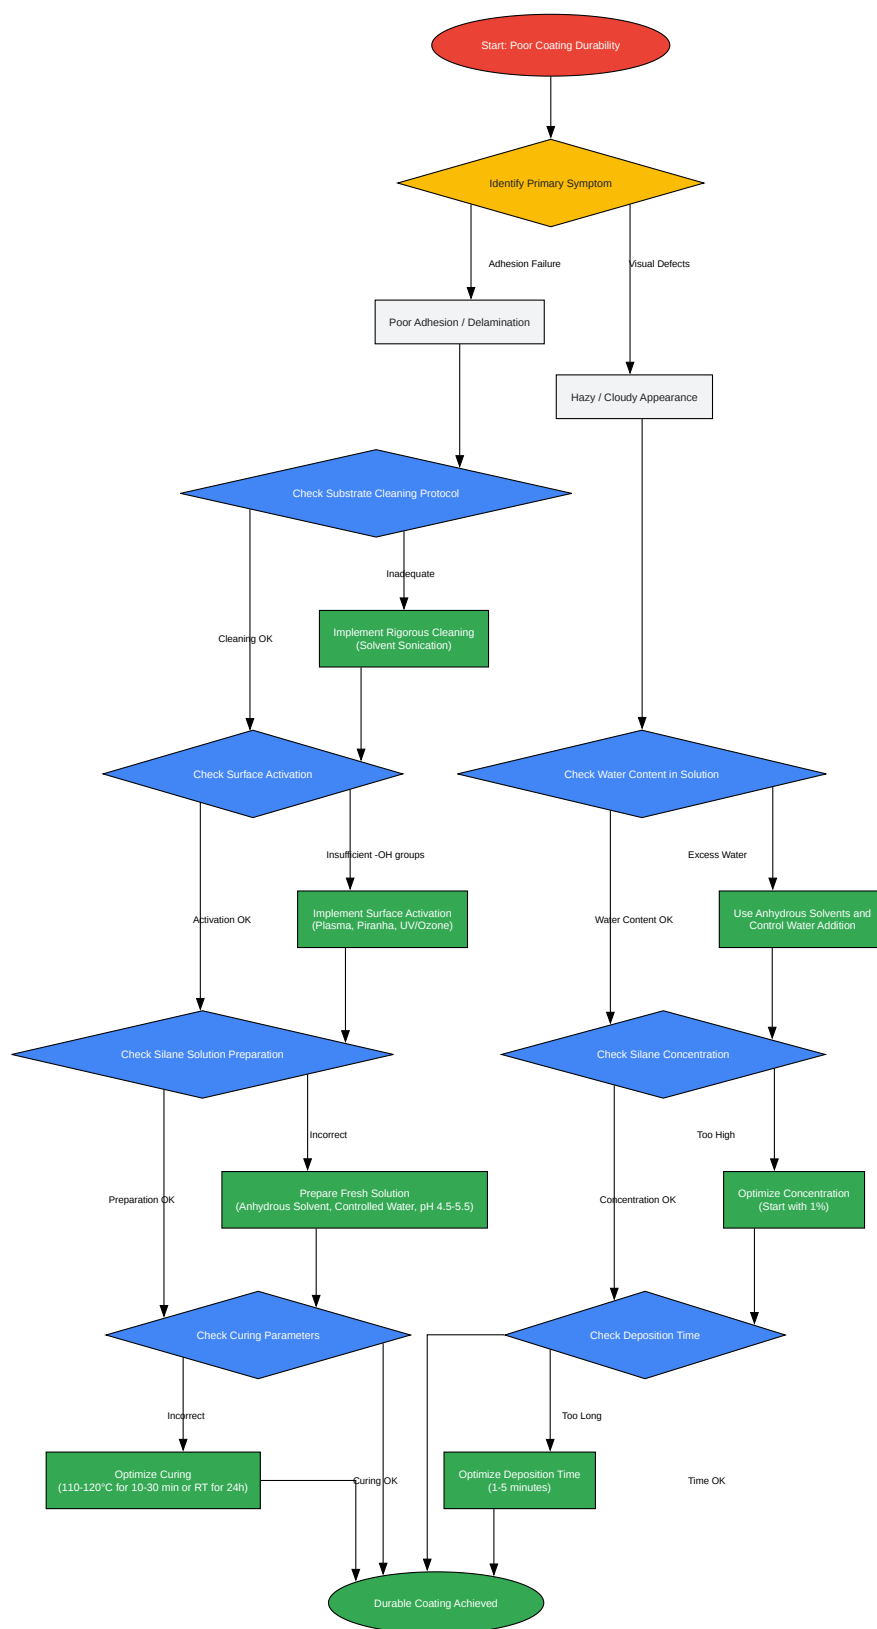 Start: Poor Coating Durability
Identify Primary Symptom
Adhesion Failure
Visual Defects
Poor Adhesion / Delamination
Hazy / Cloudy Appearance
Check Substrate Cleaning Protocol
Inadequate
Implement Rigorous Cleaning
(Solvent Sonication)
Cleaning OK
Check Surface Activation
Check Water Content in Solution
Insufficient -OH groups
Excess Water
Implement Surface Activation
(Plasma, Piranha, UV/Ozone)
Use Anhydrous Solvents and
Control Water Addition
Activation OK
Water Content OK
Check Silane Solution Preparation
Check Silane Concentration
Incorrect
Too High
Prepare Fresh Solution
(Anhydrous Solvent, Controlled Water, pH 4.5-5.5)
Optimize Concentration
(Start with 1%)
Preparation OK
Concentration OK
Check Curing Parameters
Check Deposition Time
Incorrect
Too Long
Optimize Curing
(110-120°C for 10-30 min or RT for 24h)
Curing OK
Optimize Deposition Time
(1-5 minutes)
Time OK
Durable Coating Achieved